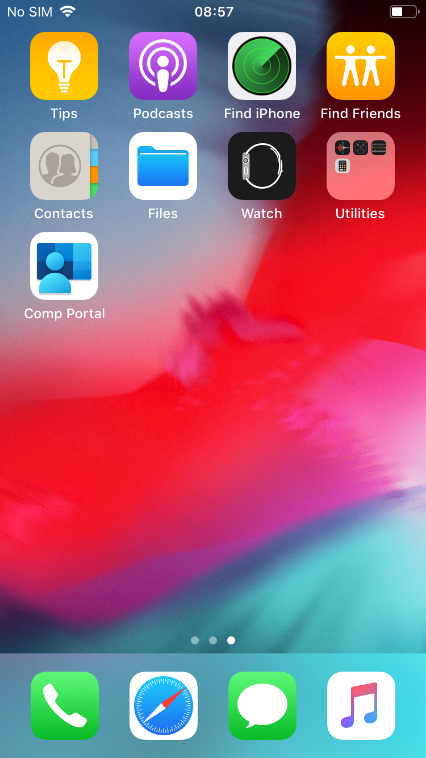 No SIM 08:57
Tips Podcasts Find iPhone Find Friends
Contacts Files Watch Utilities
Comp Portal